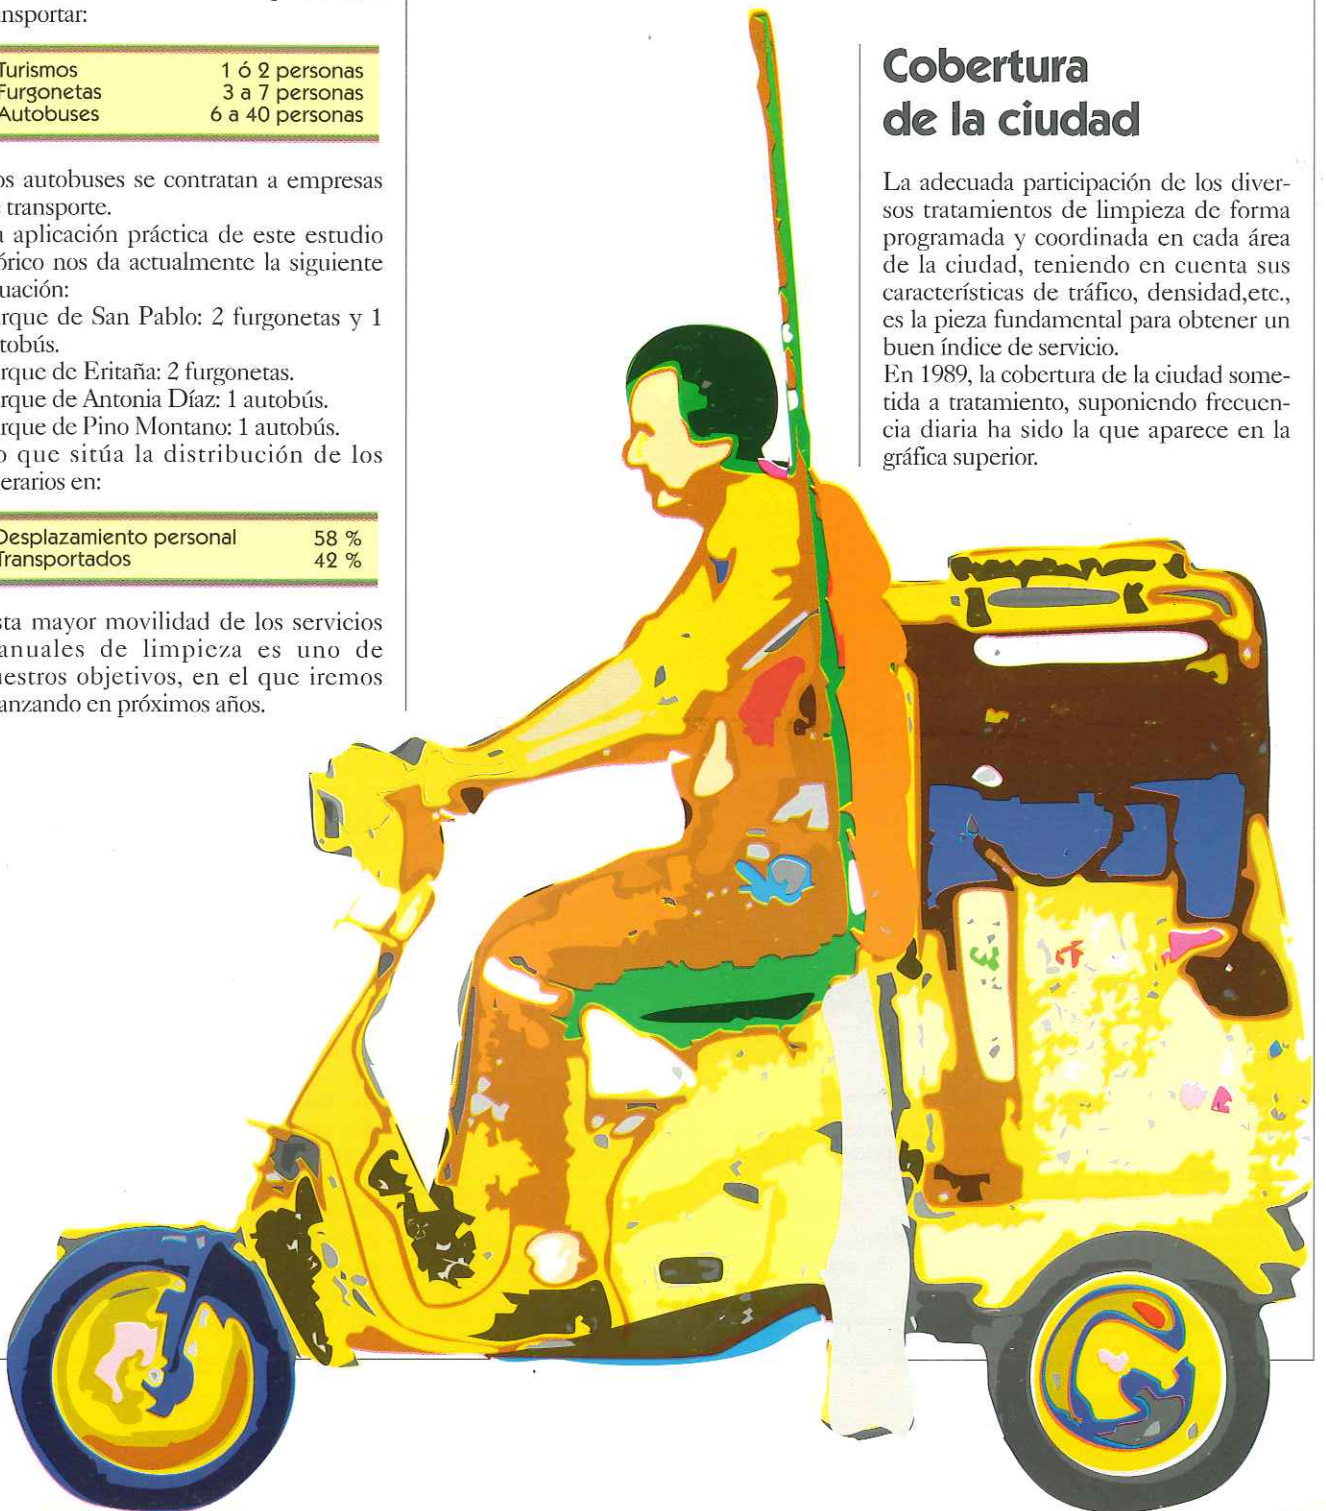 nsportar:
Turismos 1 ó 2 personas
Furgonetas 3 a 7 personas
Autobuses 6 a 40 personas
os autobuses se contratan a empresas
e transporte.
a aplicación práctica de este estudio
órico nos da actualmente la siguiente
uación:
arque de San Pablo: 2 furgonetas y 1
utobús.
arque de Eritaña: 2 furgonetas.
arque de Antonia Díaz: 1 autobús.
arque de Pino Montano: 1 autobús.
o que sitúa la distribución de los
erarios en:
Desplazamiento personal 58 %
Transportados 42 %
sta mayor movilidad de los servicios
anuales de limpieza es uno de
uestros objetivos, en el que iremos
anzando en próximos años.
Cobertura
de la ciudad
La adecuada participación de los diver-
sos tratamientos de limpieza de forma
programada y coordinada en cada área
de la ciudad, teniendo en cuenta sus
características de tráfico, densidad,etc.,
es la pieza fundamental para obtener un
buen índice de servicio.
En 1989, la cobertura de la ciudad some-
tida a tratamiento, suponiendo frecuen-
cia diaria ha sido la que aparece en la
gráfica superior.